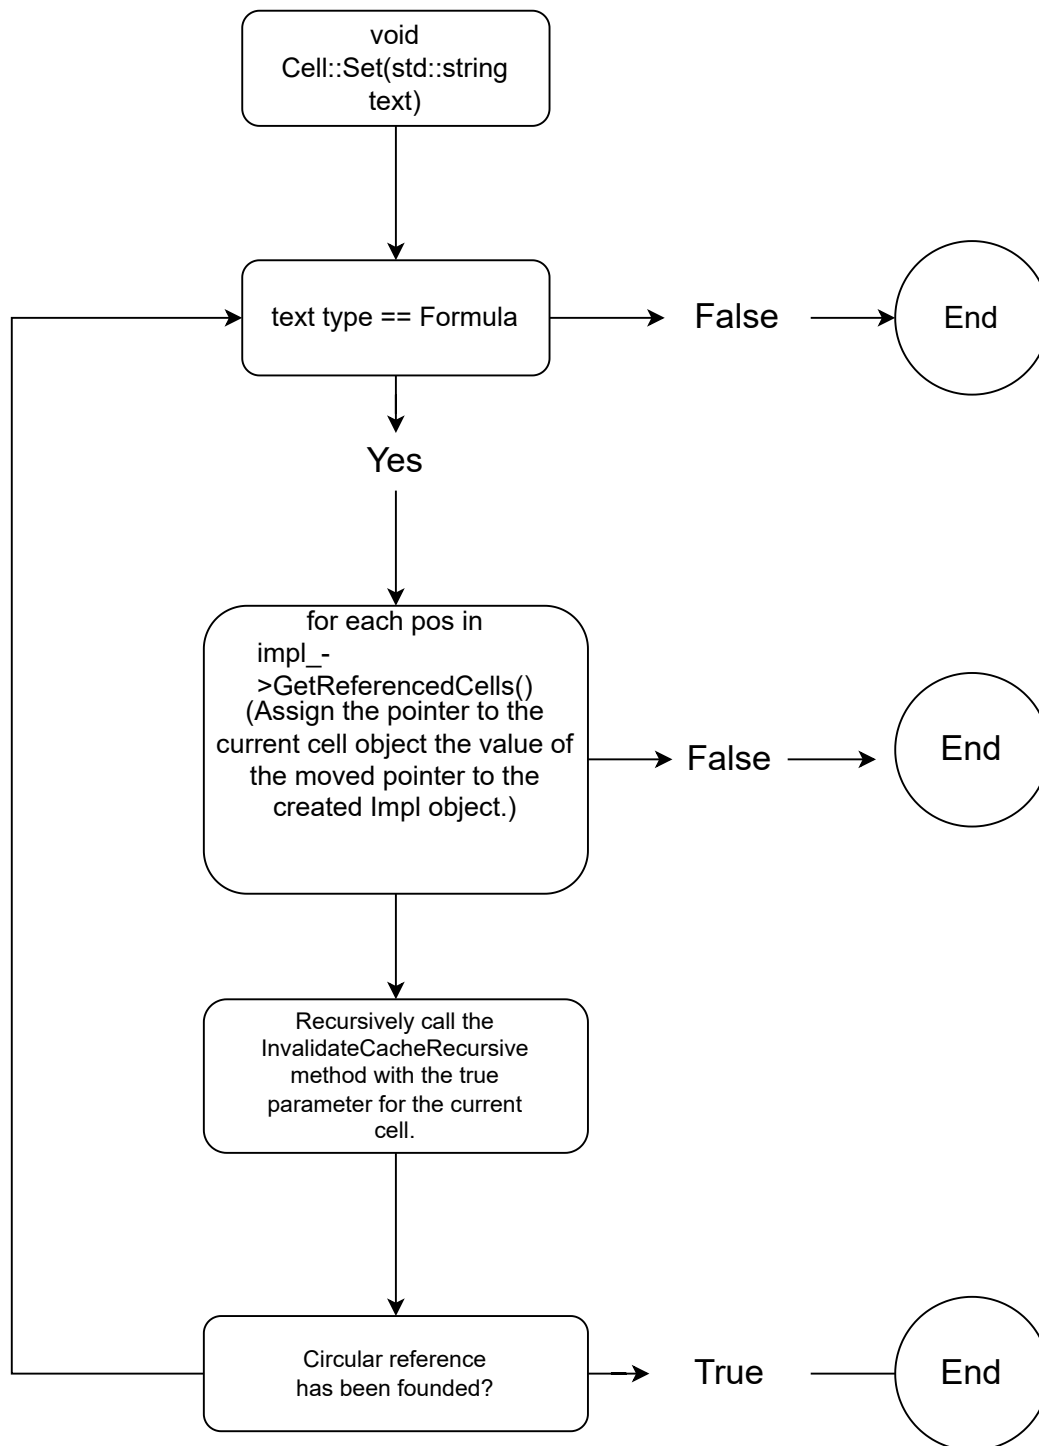 void
Cell::Set(std::string
text)
text type == Formula
False
End
Yes
for each pos in
impl_-
>GetReferencedCells()
(Assign the pointer to the
current cell object the value of
the moved pointer to the
created Impl object.)
False
End
Recursively call the
InvalidateCacheRecursive
method with the true
parameter for the current
cell.
Circular reference
has been founded?
True
End